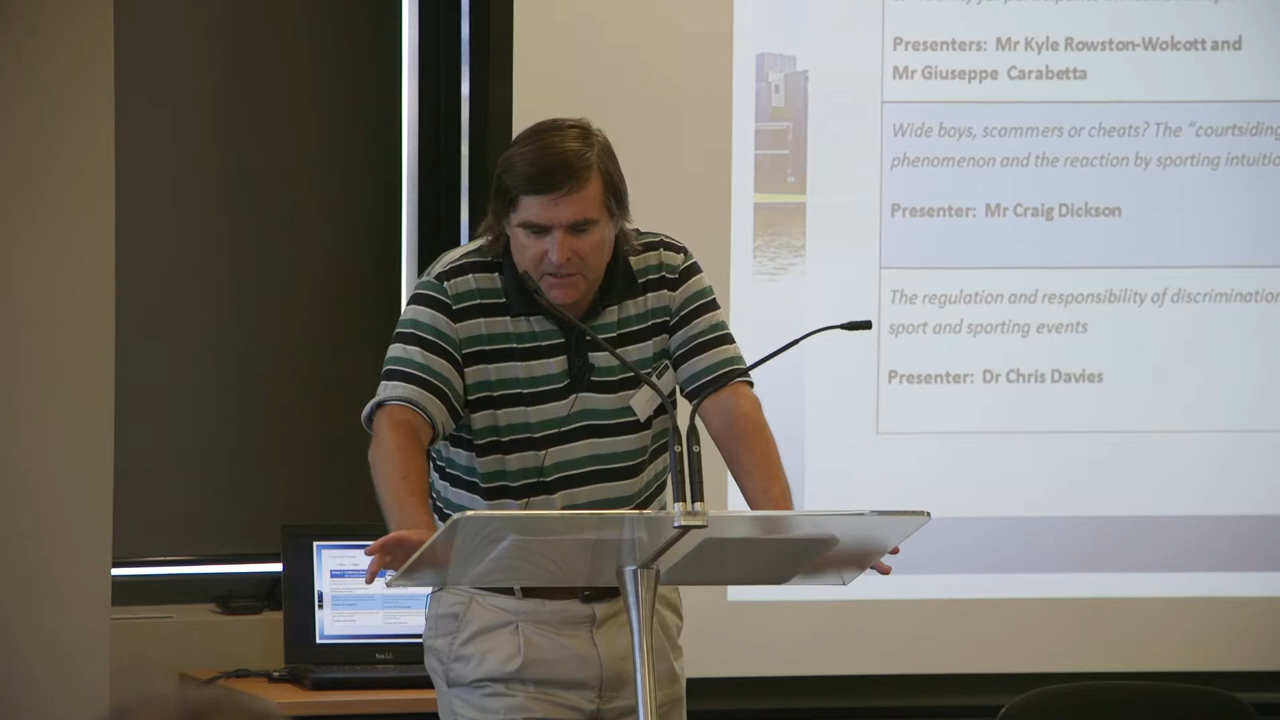 Presenters: Mr Kyle Rowston-Wolcott and
Mr Giuseppe Carabetta
Wide boys, scammers or cheats? The "courtsiding
phenomenon and the reaction by sporting intuitio
Presenter: Mr Craig Dickson
The regulation and responsibility of discrimination
sport and sporting events
Presenter: Dr Chris Davies
DELL